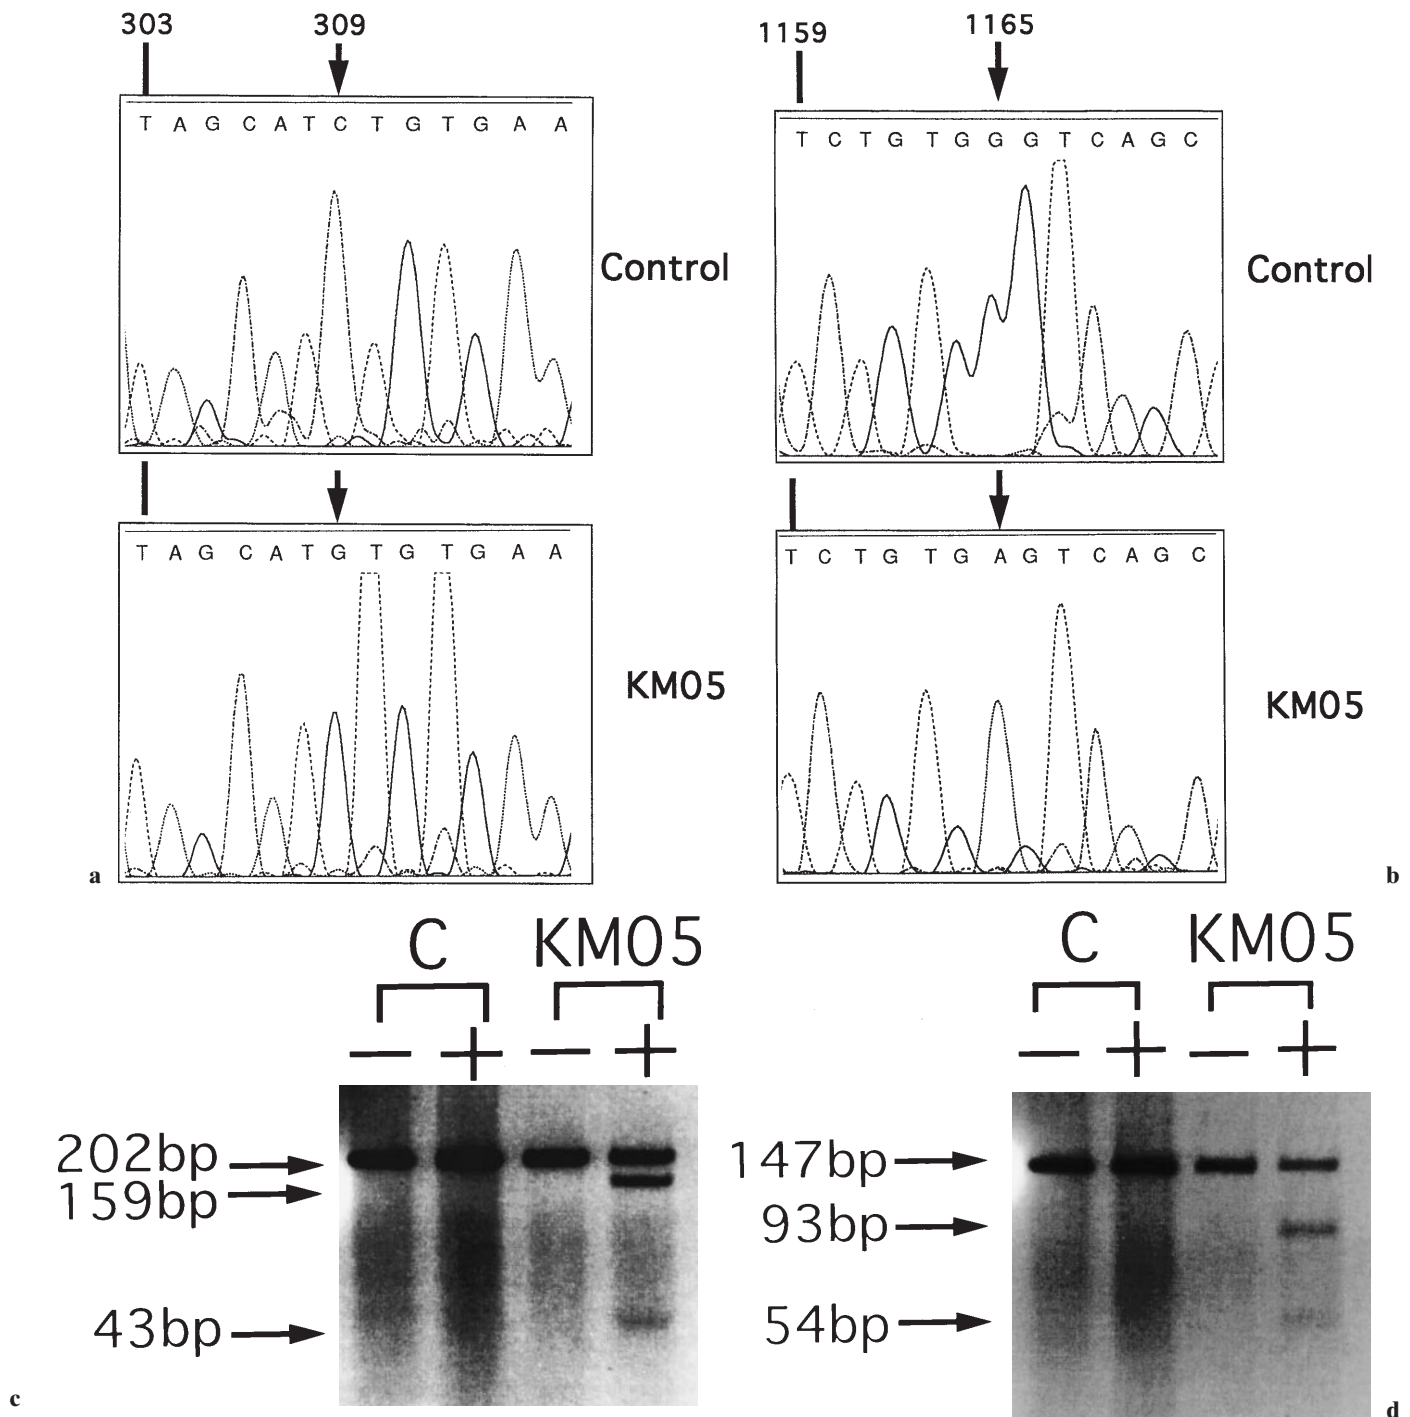 303 309
T A G C A T C T G T G A A
Control
1159 1165
T C T G T G G G T C A G C
Control
T A G C A T G T G T G A A
KM05
a
T C T G T G A G T C A G C
KM05
b
C KM05
− + − +
202bp
159bp
43bp
c
C KM05
− + − +
147bp
93bp
54bp
d